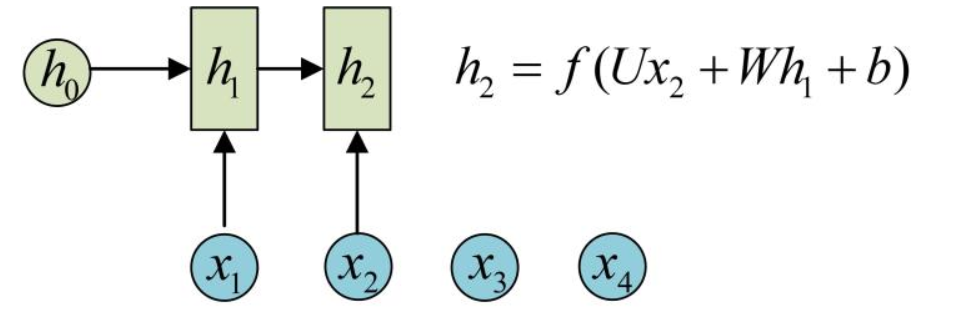 h₀ h₁ h₂ h₂ = f(Ux₂ + Wh₁ + b)
x₁ x₂ x₃ x₄